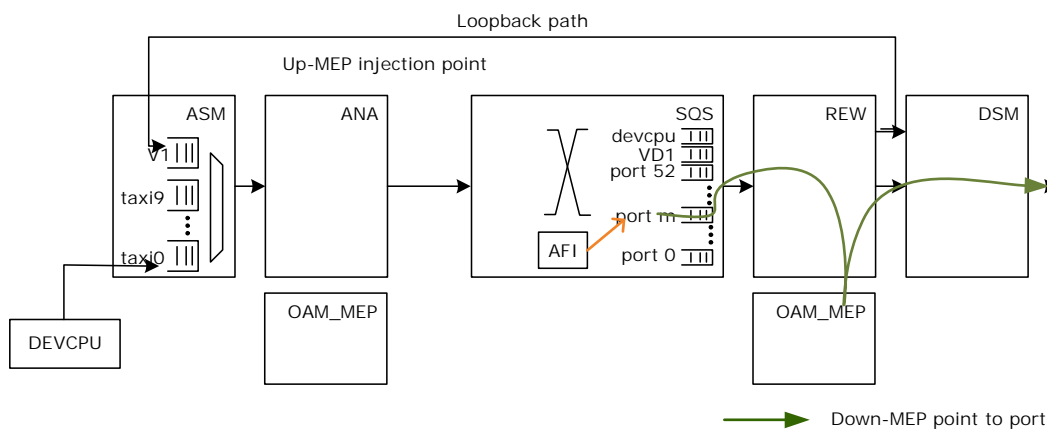 Loopback path
Up-MEP injection point
ASM
ANA
SQS
REW
DSM
devcpu
V1
VD1
port 52
taxi9
port m
AFI
taxi0
port 0
OAM_MEP
OAM_MEP
DEVCPU
Down-MEP point to port